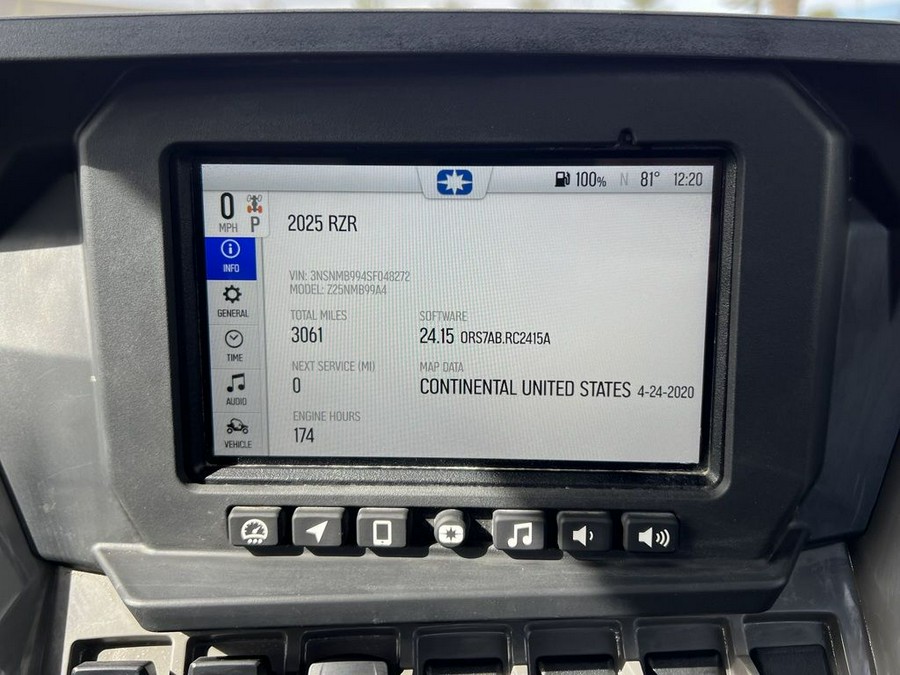 100% N 81° 12:20
0
MPH P
2025 RZR
INFO
VIN: 3NSNMB994SF048272
MODEL: Z25NMB99A4
GENERAL
TOTAL MILES SOFTWARE
3061 24.15 ORS7AB.RC2415A
TIME
NEXT SERVICE (MI) MAP DATA
0 CONTINENTAL UNITED STATES 4-24-2020
AUDIO
ENGINE HOURS
174
VEHICLE